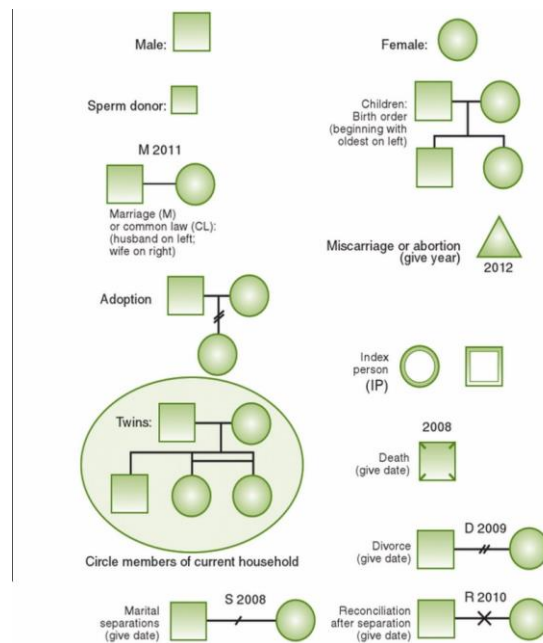 Male:
Female:
Sperm donor:
Children:
Birth order
(beginning with
oldest on left)
M 2011
Marriage (M)
or common law (CL):
(husband on left;
wife on right)
Miscarriage or abortion
(give year)
2012
Adoption
Index
person
(IP)
Twins:
2008
Death
(give date)
Circle members of current household
D 2009
Divorce
(give date)
S 2008
Marital
separations
(give date)
R 2010
Reconciliation
after separation
(give date)